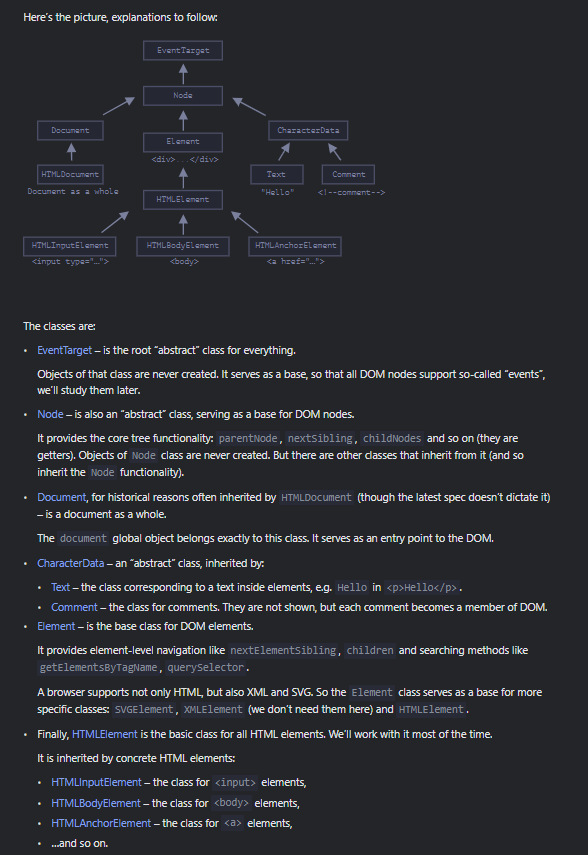 Here's the picture, explanations to follow:
EventTarget
Node
Document
Element
CharacterData
<div>...</div>
HTMLDocument
Document as a whole
Text
Comment
"Hello"
<!--comment-->
HTMLElement
HTMLInputElement
HTMLBodyElement
HTMLAnchorElement
<input type="…">
<body>
<a href="…">
The classes are:
• EventTarget – is the root “abstract” class for everything.
Objects of that class are never created. It serves as a base, so that all DOM nodes support so-called “events”,
we'll study them later.
• Node – is also an “abstract” class, serving as a base for DOM nodes.
It provides the core tree functionality: parentNode, nextSibling, childNodes and so on (they are
getters). Objects of Node class are never created. But there are other classes that inherit from it (and so
inherit the Node functionality).
• Document, for historical reasons often inherited by HTMLDocument (though the latest spec doesn't dictate it)
– is a document as a whole.
The document global object belongs exactly to this class. It serves as an entry point to the DOM.
• CharacterData – an “abstract” class, inherited by:
• Text – the class corresponding to a text inside elements, e.g. Hello in <p>Hello</p>.
• Comment – the class for comments. They are not shown, but each comment becomes a member of DOM.
• Element – is the base class for DOM elements.
It provides element-level navigation like nextElementSibling, children and searching methods like
getElementsByTagName, querySelector.
A browser supports not only HTML, but also XML and SVG. So the Element class serves as a base for more
specific classes: SVGElement, XMLElement (we don't need them here) and HTMLElement.
• Finally, HTMLElement is the basic class for all HTML elements. We'll work with it most of the time.
It is inherited by concrete HTML elements:
• HTMLInputElement – the class for <input> elements,
• HTMLBodyElement – the class for <body> elements,
• HTMLAnchorElement – the class for <a> elements,
• …and so on.